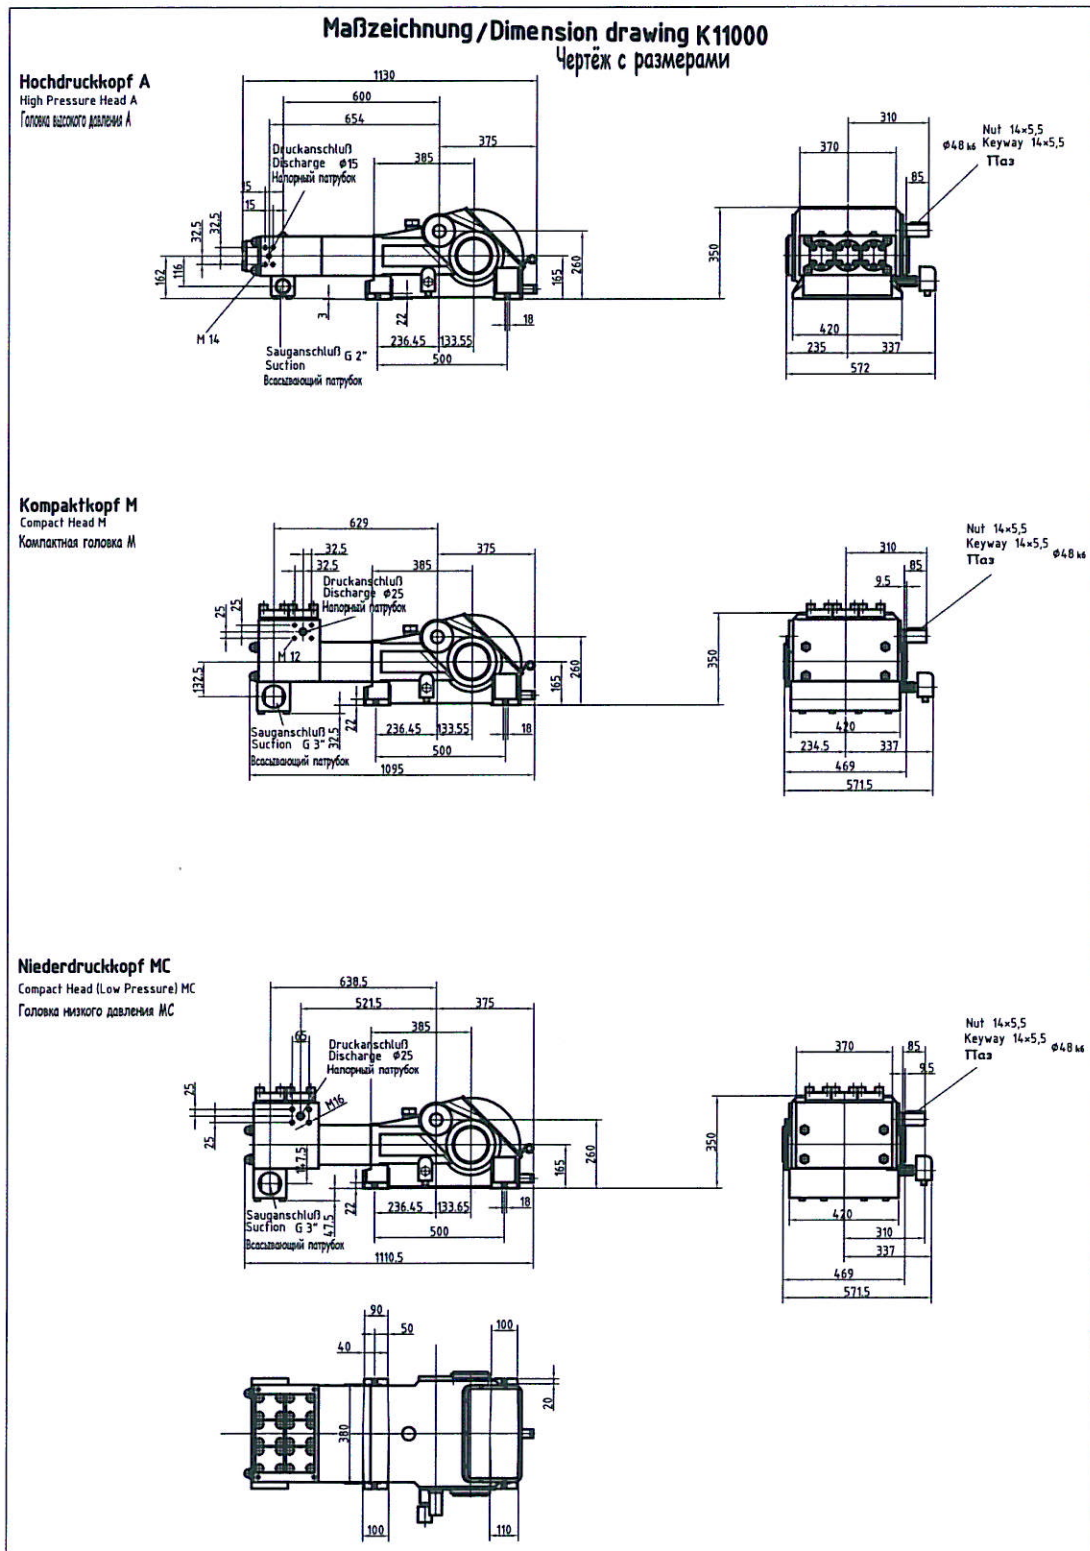 Maßzeichnung/Dimension drawing K11000
Чертёж с размерами
Hochdruckkopf A
High Pressure Head A
Головка высокого давления А
1130
600
654
375
385
Druckanschluß
Discharge ϕ15
Напорный патрубок
15
15
32.5
32.5
162
116
M 14
3
22
260
165
18
236.45
133.55
500
Sauganschluß G 2"
Suction
Всасывающий патрубок
310
370
Nut 14×5,5
ϕ48 k6 Keyway 14×5,5
Паз
85
350
420
235
337
572
Kompaktkopf M
Compact Head M
Компактная головка М
629
375
32.5
32.5
385
Druckanschluß
Discharge ϕ25
Напорный патрубок
25
25
M 12
132.5
260
165
22
32.5
18
236.45
133.55
500
1095
Sauganschluß
Suction G 3"
Всасывающий патрубок
310
Nut 14×5,5
Keyway 14×5,5 ϕ48 k6
Паз
85
9.5
350
420
234.5
337
469
571.5
Niederdruckkopf MC
Compact Head (Low Pressure) MC
Головка низкого давления МС
638.5
521.5
375
65
385
Druckanschluß
Discharge ϕ25
Напорный патрубок
M16
25
25
147.5
260
165
22
47.5
18
236.45
133.65
500
1110.5
Sauganschluß
Suction G 3"
Всасывающий патрубок
Nut 14×5,5
Keyway 14×5,5 ϕ48 k6
Паз
370
85
9.5
350
420
310
337
469
571.5
90
50
40
100
20
380
100
110